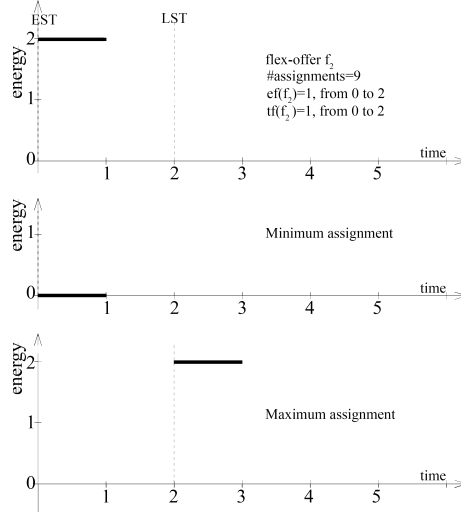 EST
LST
energy
2
1
0
flex-offer f2
#assignments=9
ef(f2)=1, from 0 to 2
tf(f2)=1, from 0 to 2
time
1 2 3 4 5
energy
1
0
Minimum assignment
time
1 2 3 4 5
energy
2
1
0
Maximum assignment
time
1 2 3 4 5